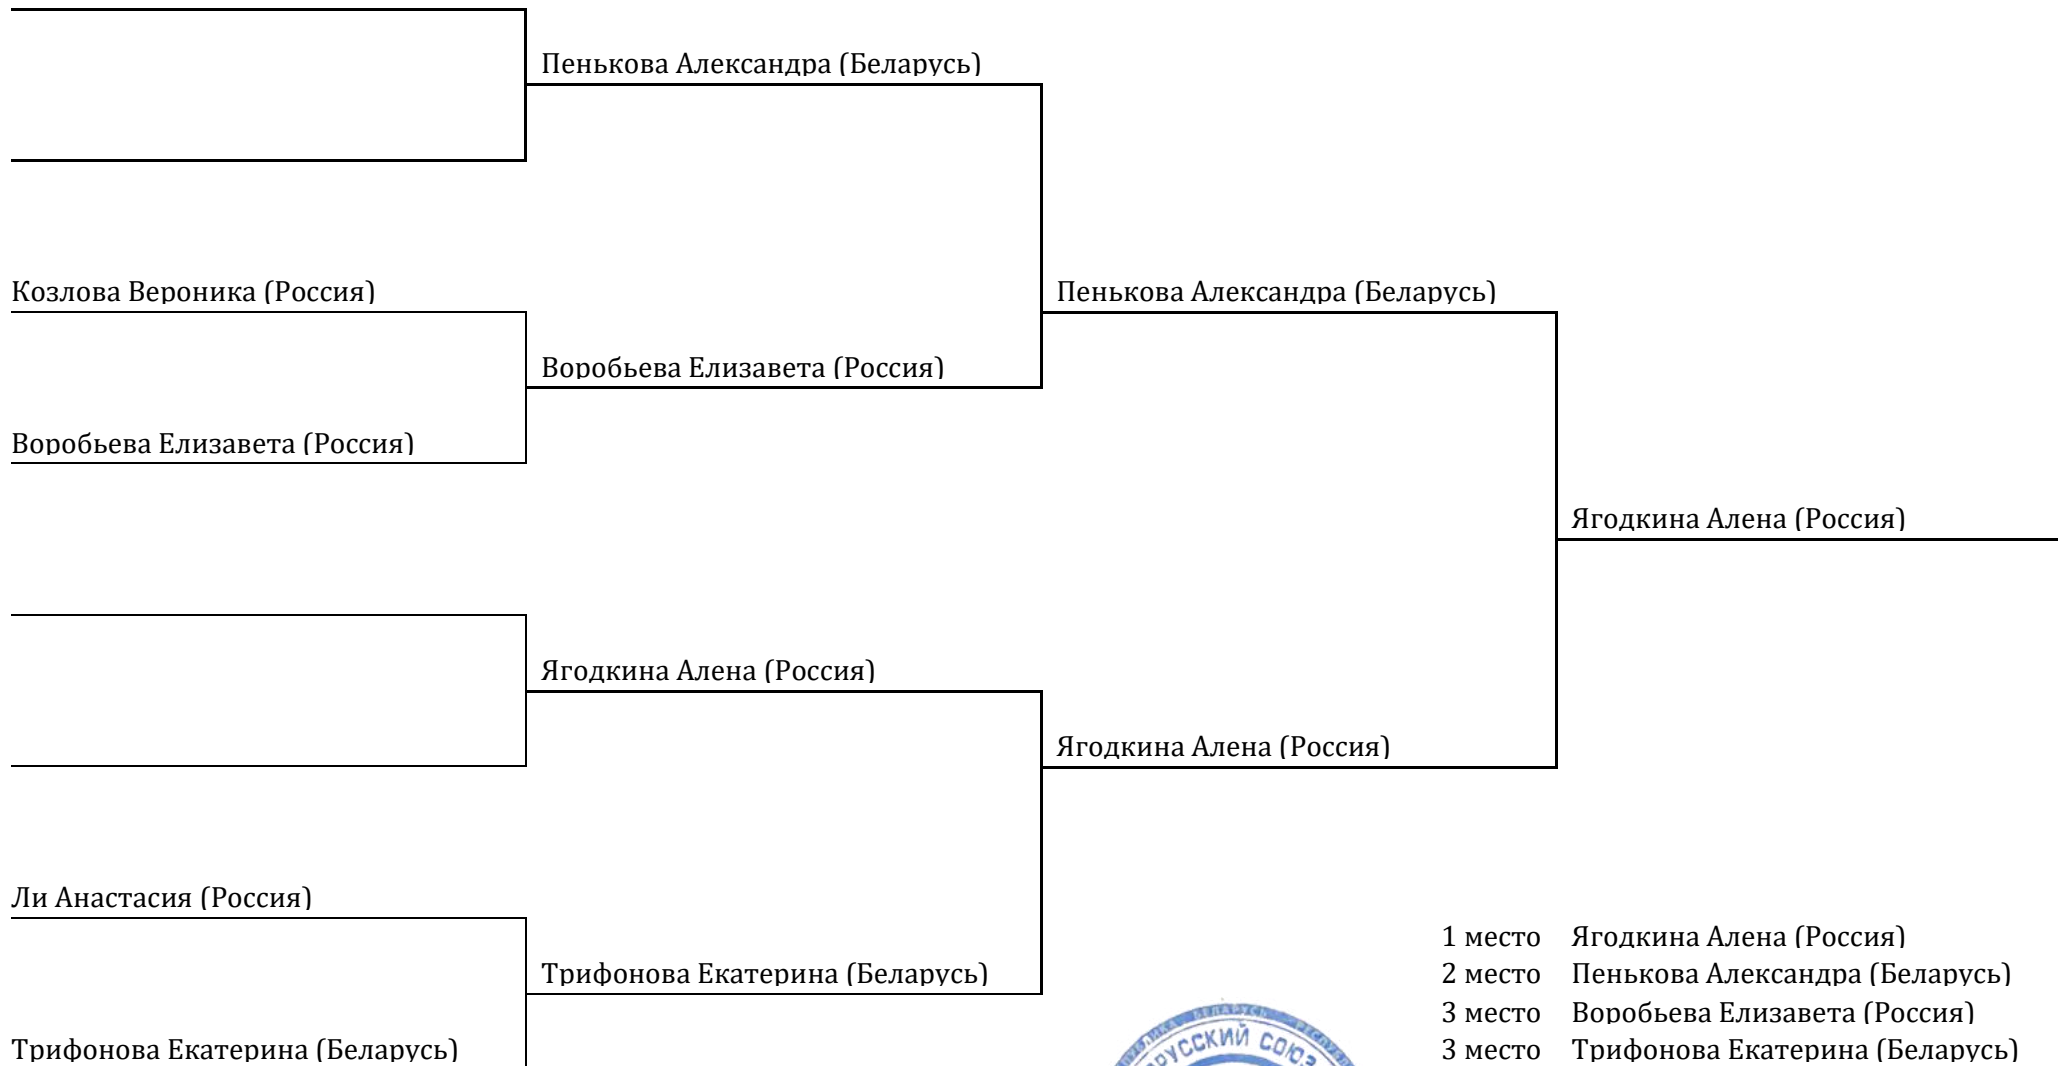 Пенькова Александра (Беларусь)
Козлова Вероника (Россия)
Пенькова Александра (Беларусь)
Воробьева Елизавета (Россия)
Воробьева Елизавета (Россия)
Ягодкина Алена (Россия)
Ягодкина Алена (Россия)
Ягодкина Алена (Россия)
Ли Анастасия (Россия)
Трифонова Екатерина (Беларусь)
Трифонова Екатерина (Беларусь)
1 место Ягодкина Алена (Россия)
2 место Пенькова Александра (Беларусь)
3 место Воробьева Елизавета (Россия)
3 место Трифонова Екатерина (Беларусь)
БЕЛАРУСЬ
СОЮЗ